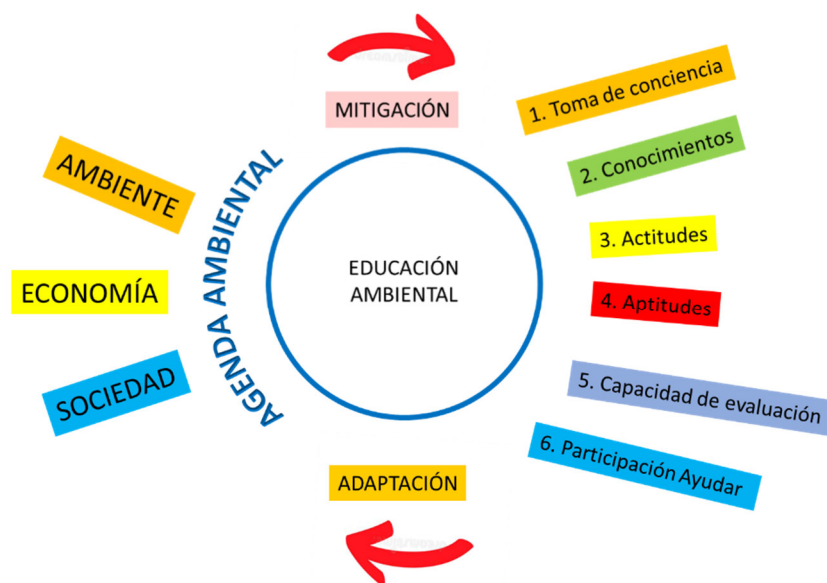 MITIGACIÓN
AMBIENTE
ECONOMÍA
SOCIEDAD
AGENDA AMBIENTAL
EDUCACIÓN
AMBIENTAL
1. Toma de conciencia
2. Conocimientos
3. Actitudes
4. Aptitudes
5. Capacidad de evaluación
6. Participación Ayudar
ADAPTACIÓN